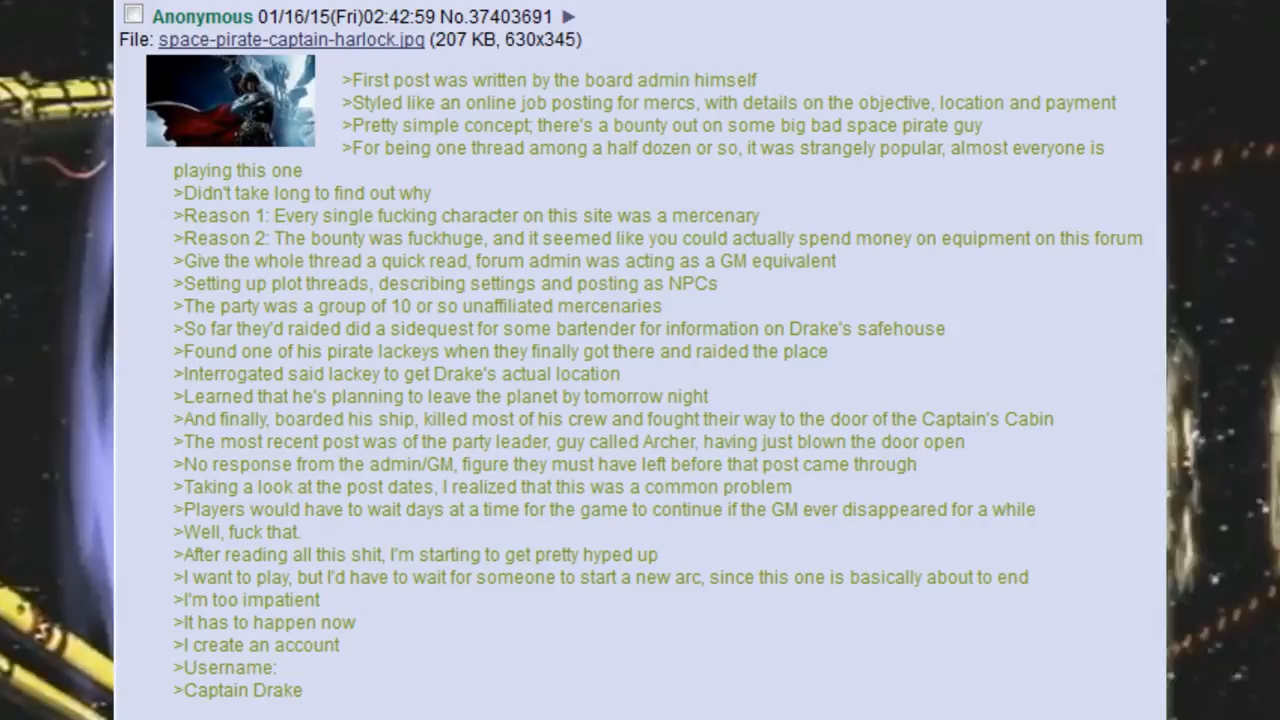 Anonymous 01/16/15(Fri)02:42:59 No.37403691 ▶
File: space-pirate-captain-harlock.jpg (207 KB, 630x345)
>First post was written by the board admin himself
>Styled like an online job posting for mercs, with details on the objective, location and payment
>Pretty simple concept; there's a bounty out on some big bad space pirate guy
>For being one thread among a half dozen or so, it was strangely popular, almost everyone is
playing this one
>Didn't take long to find out why
>Reason 1: Every single fucking character on this site was a mercenary
>Reason 2: The bounty was fuckhuge, and it seemed like you could actually spend money on equipment on this forum
>Give the whole thread a quick read, forum admin was acting as a GM equivalent
>Setting up plot threads, describing settings and posting as NPCs
>The party was a group of 10 or so unaffiliated mercenaries
>So far they'd raided did a sidequest for some bartender for information on Drake's safehouse
>Found one of his pirate lackeys when they finally got there and raided the place
>Interrogated said lackey to get Drake's actual location
>Learned that he's planning to leave the planet by tomorrow night
>And finally, boarded his ship, killed most of his crew and fought their way to the door of the Captain's Cabin
>The most recent post was of the party leader, guy called Archer, having just blown the door open
>No response from the admin/GM, figure they must have left before that post came through
>Taking a look at the post dates, I realized that this was a common problem
>Players would have to wait days at a time for the game to continue if the GM ever disappeared for a while
>Well, fuck that.
>After reading all this shit, I'm starting to get pretty hyped up
>I want to play, but I'd have to wait for someone to start a new arc, since this one is basically about to end
>I'm too impatient
>It has to happen now
>I create an account
>Username:
>Captain Drake